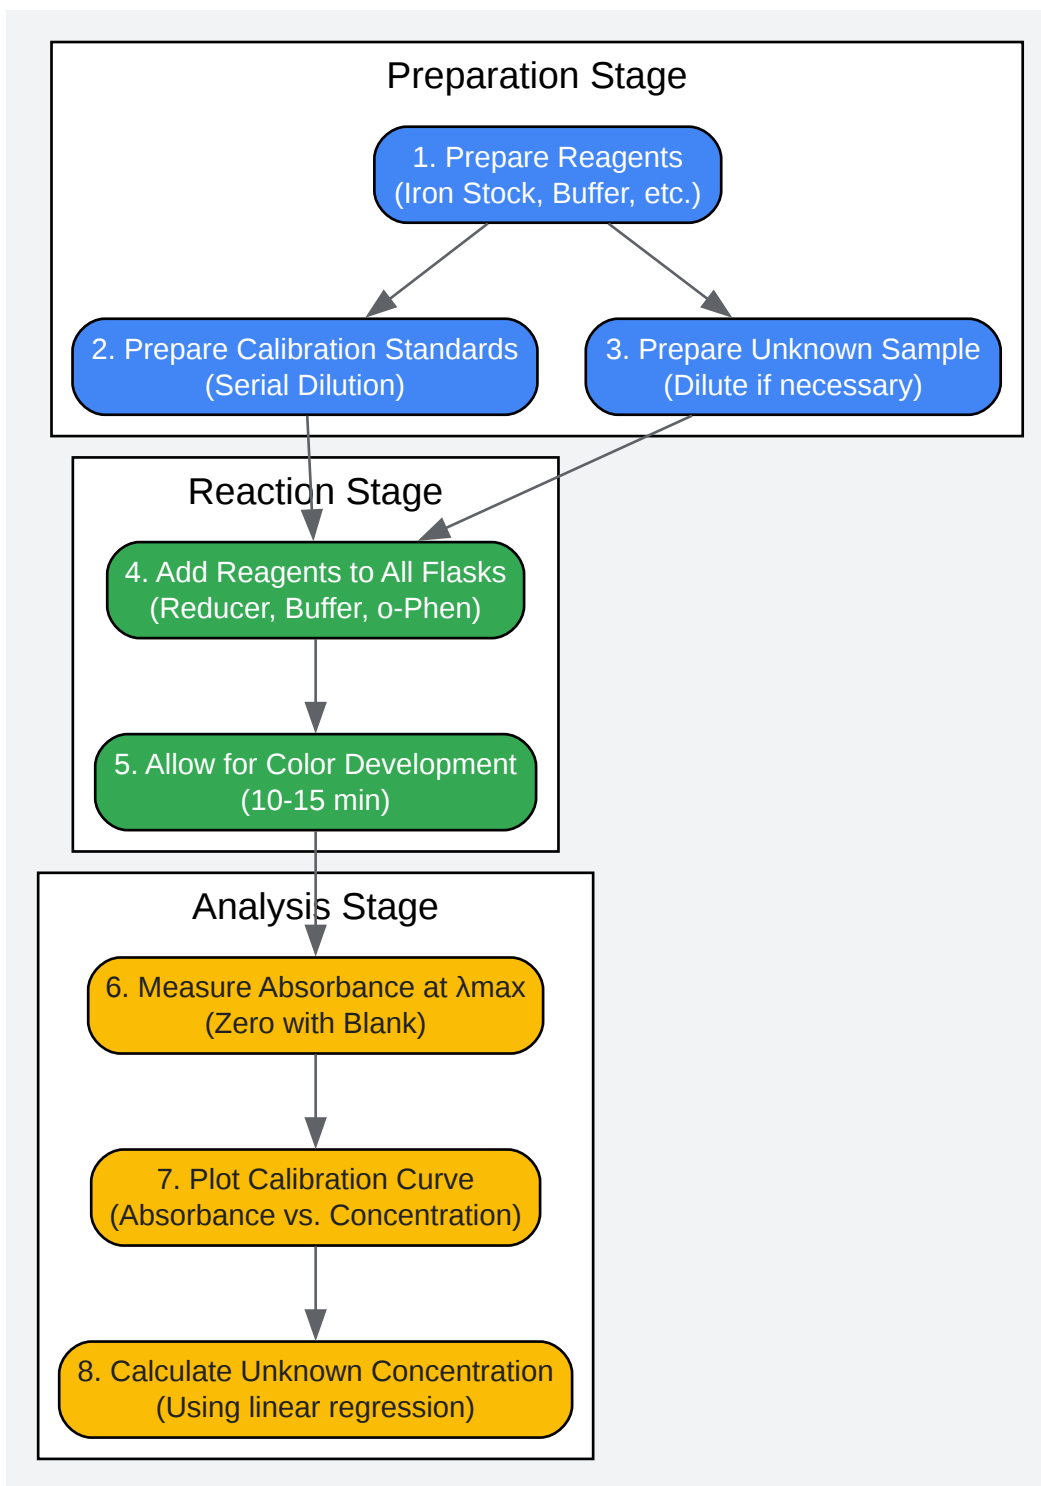 Preparation Stage
1. Prepare Reagents
(Iron Stock, Buffer, etc.)
2. Prepare Calibration Standards
(Serial Dilution)
3. Prepare Unknown Sample
(Dilute if necessary)
Reaction Stage
4. Add Reagents to All Flasks
(Reducer, Buffer, o-Phen)
5. Allow for Color Development
(10-15 min)
Analysis Stage
6. Measure Absorbance at λmax
(Zero with Blank)
7. Plot Calibration Curve
(Absorbance vs. Concentration)
8. Calculate Unknown Concentration
(Using linear regression)